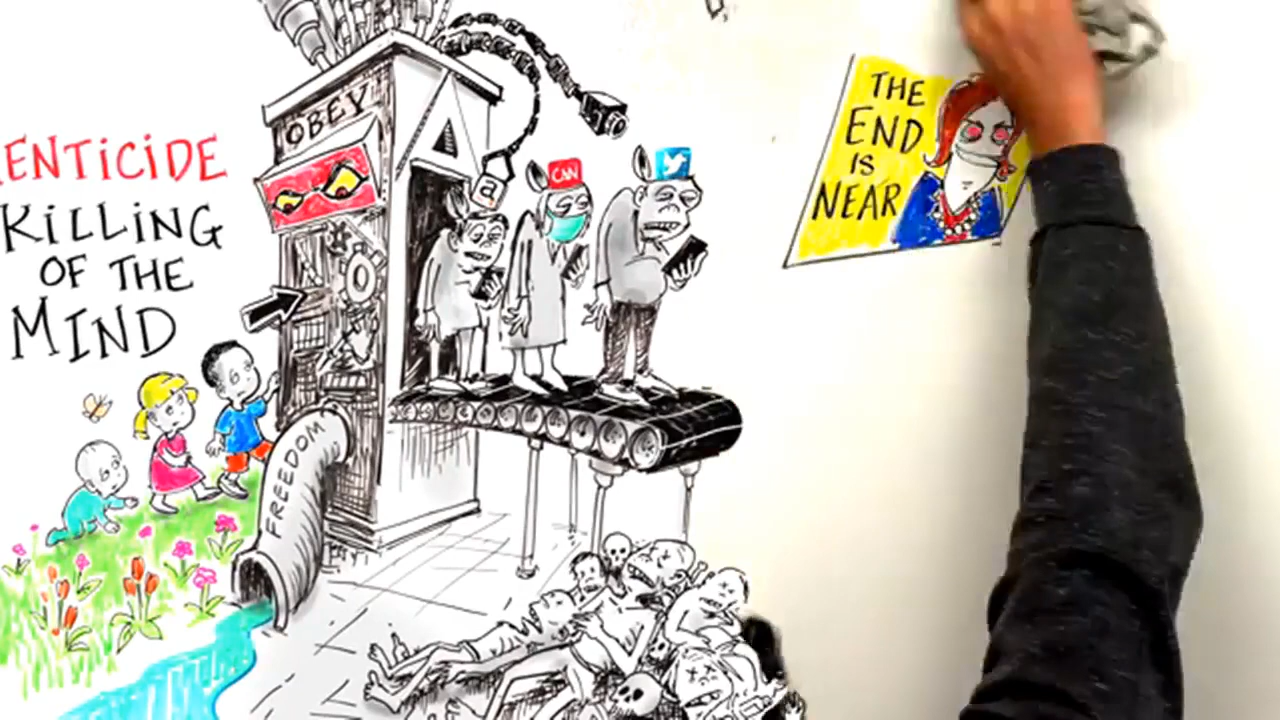 ENTICIDE
KILLING
OF THE
MIND
OBEY
a
CNN
FREEDOM
THE
END
IS
NEAR